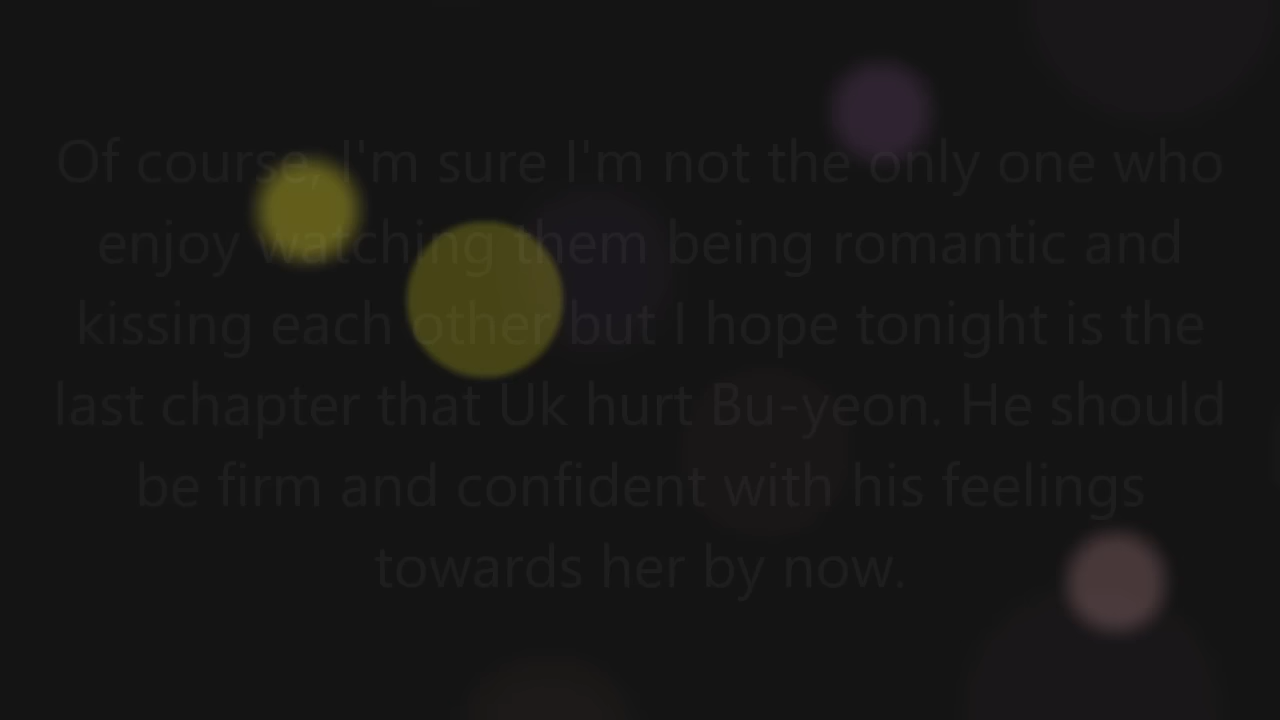 Of course, I'm sure I'm not the only one who
enjoy watching them being romantic and
kissing each other but I hope tonight is the
last chapter that Uk hurt Bu-yeon. He should
be firm and confident with his feelings
towards her by now.